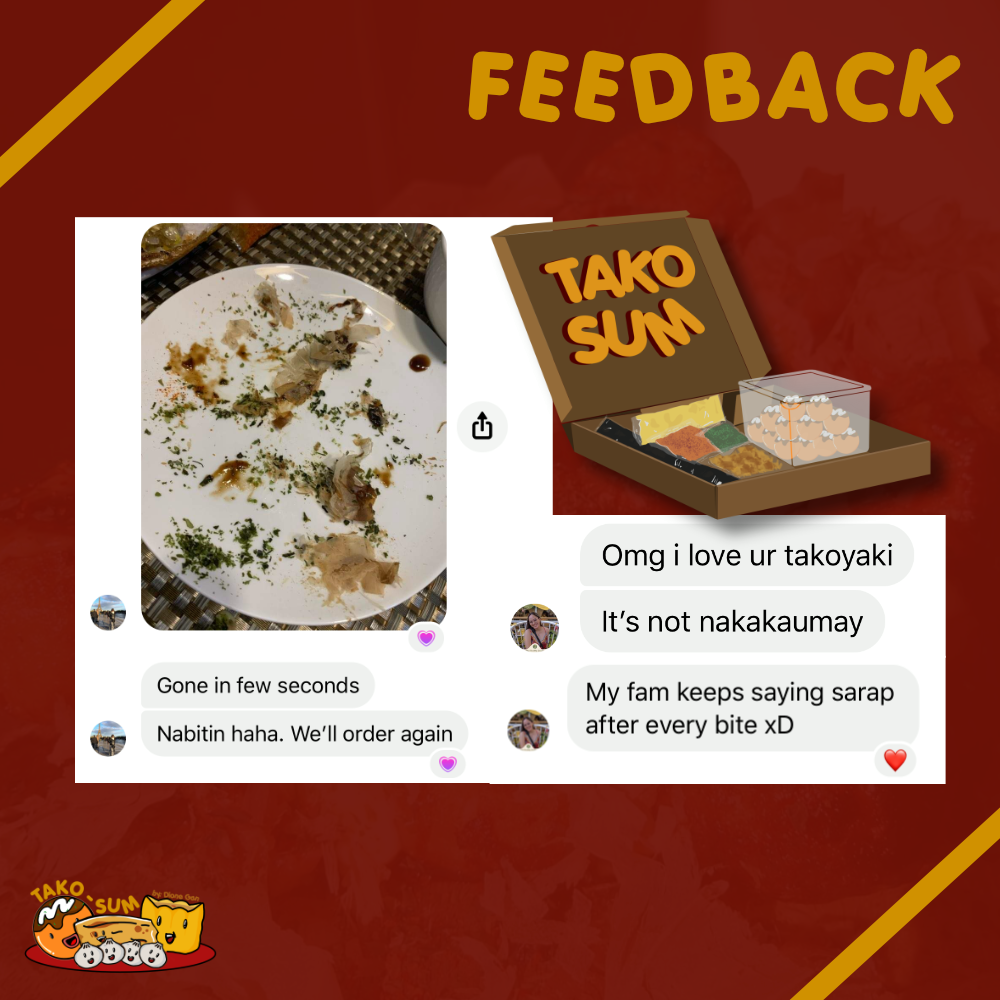 FEEDBACK
TAKO
SUM
Gone in few seconds
Nabitin haha. We'll order again
Omg i love ur takoyaki
It's not nakakaumay
My fam keeps saying sarap
after every bite xD
TAKO
SUM